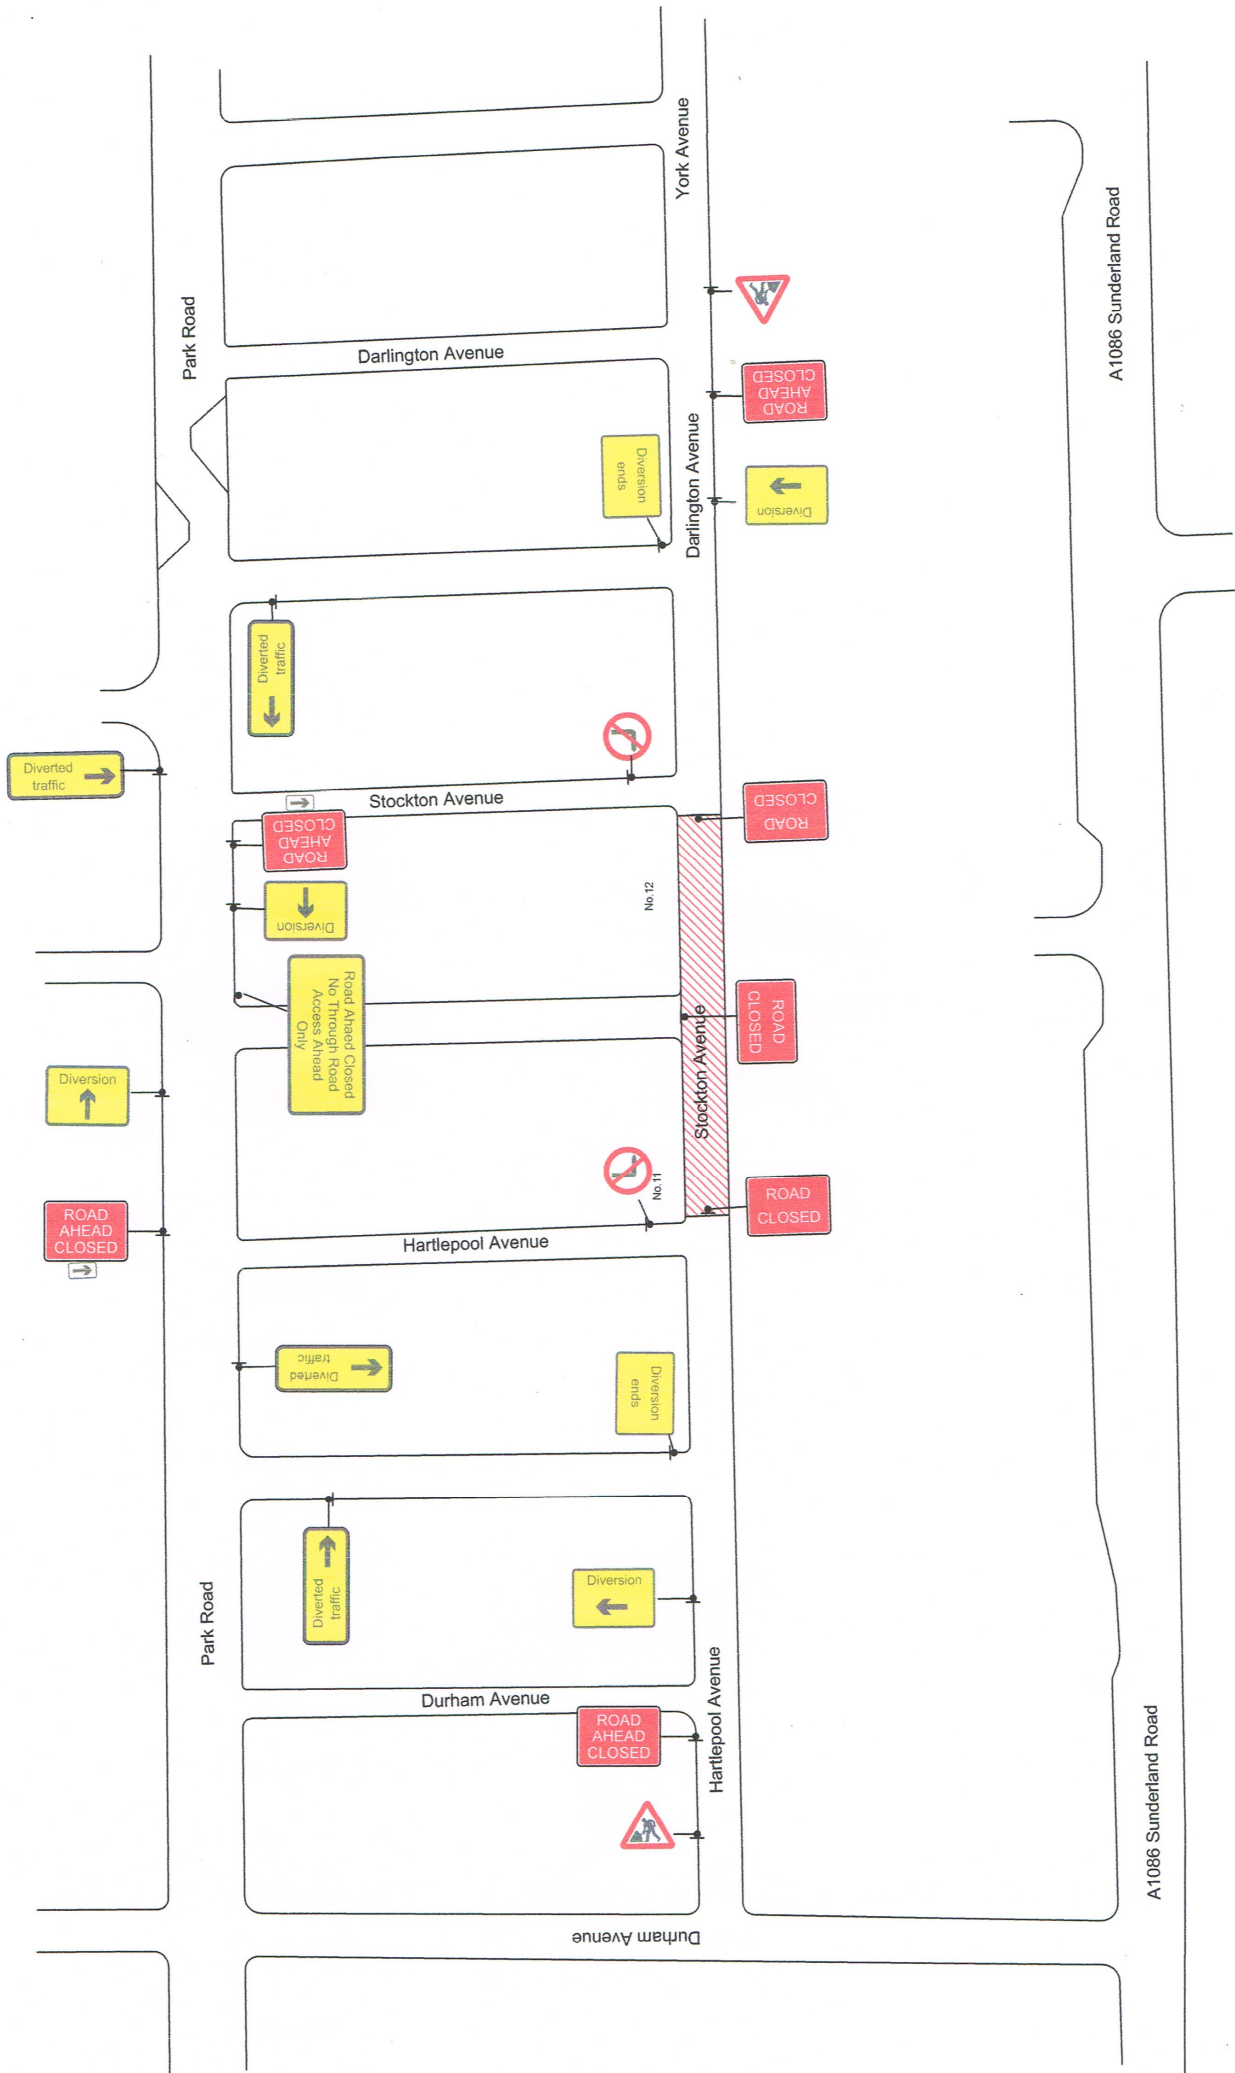 York Avenue
A1086 Sunderland Road
Park Road
Darlington Avenue
ROAD
AHEAD
CLOSED
Diversion
ends
Darlington Avenue
Diversion
Diverted
traffic
Diverted
traffic
Stockton Avenue
ROAD
AHEAD
CLOSED
ROAD
CLOSED
Diversion
No.12
Road Ahaed Closed
No Through Road
Access Ahead
Only
ROAD
CLOSED
Stockton Avenue
Diversion
No.11
ROAD
AHEAD
CLOSED
ROAD
CLOSED
Hartlepool Avenue
Diverted
traffic
Diversion
ends
Diverted
traffic
Diversion
Park Road
Durham Avenue
ROAD
AHEAD
CLOSED
Hartlepool Avenue
A1086 Sunderland Road
Durham Avenue